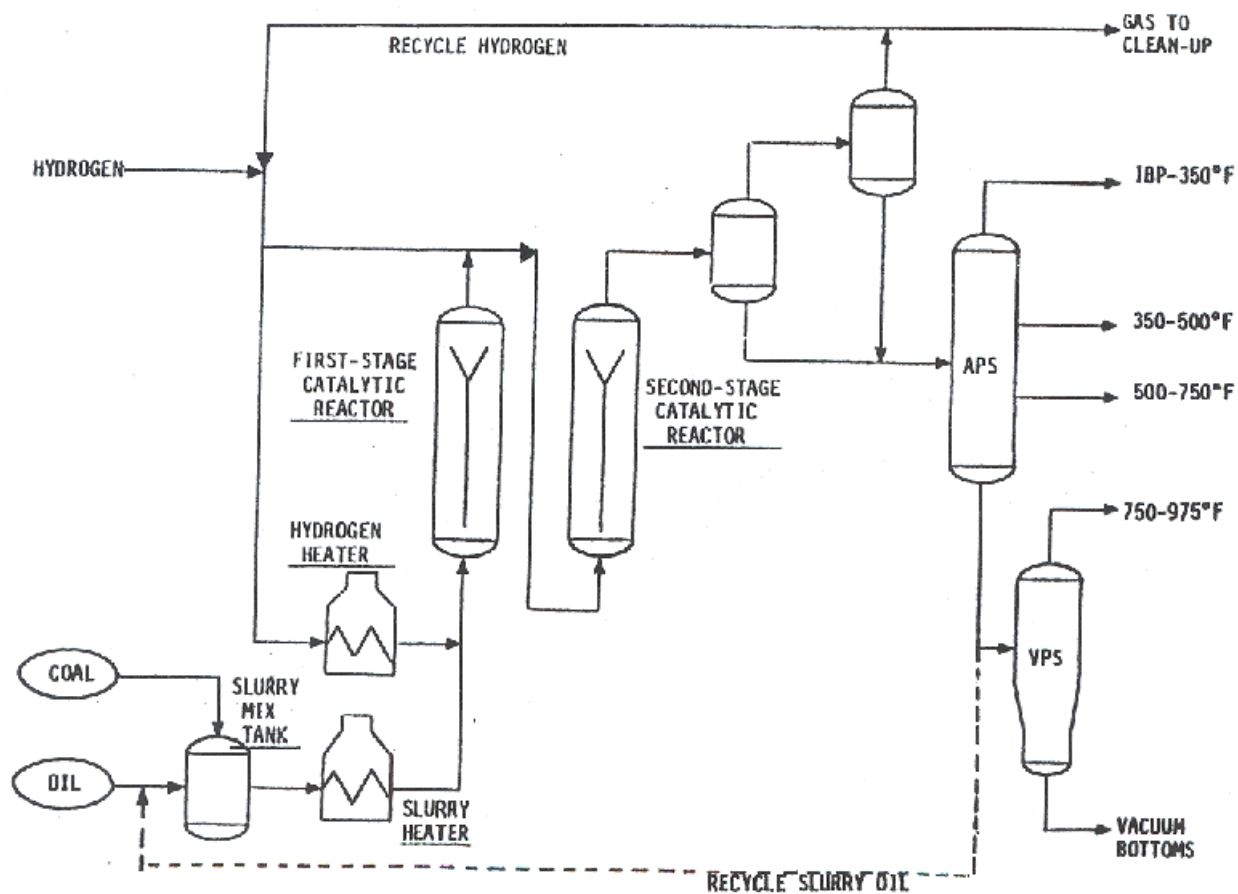 GAS TO
CLEAN-UP
RECYCLE HYDROGEN
HYDROGEN
IBP-350°F
350-500°F
500-750°F
APS
FIRST-STAGE
CATALYTIC
REACTOR
SECOND-STAGE
CATALYTIC
REACTOR
750-975°F
HYDROGEN
HEATER
VPS
COAL
SLURRY
MIX
TANK
OIL
SLURRY
HEATER
VACUUM
BOTTOMS
RECYCLE SLURRY OIL